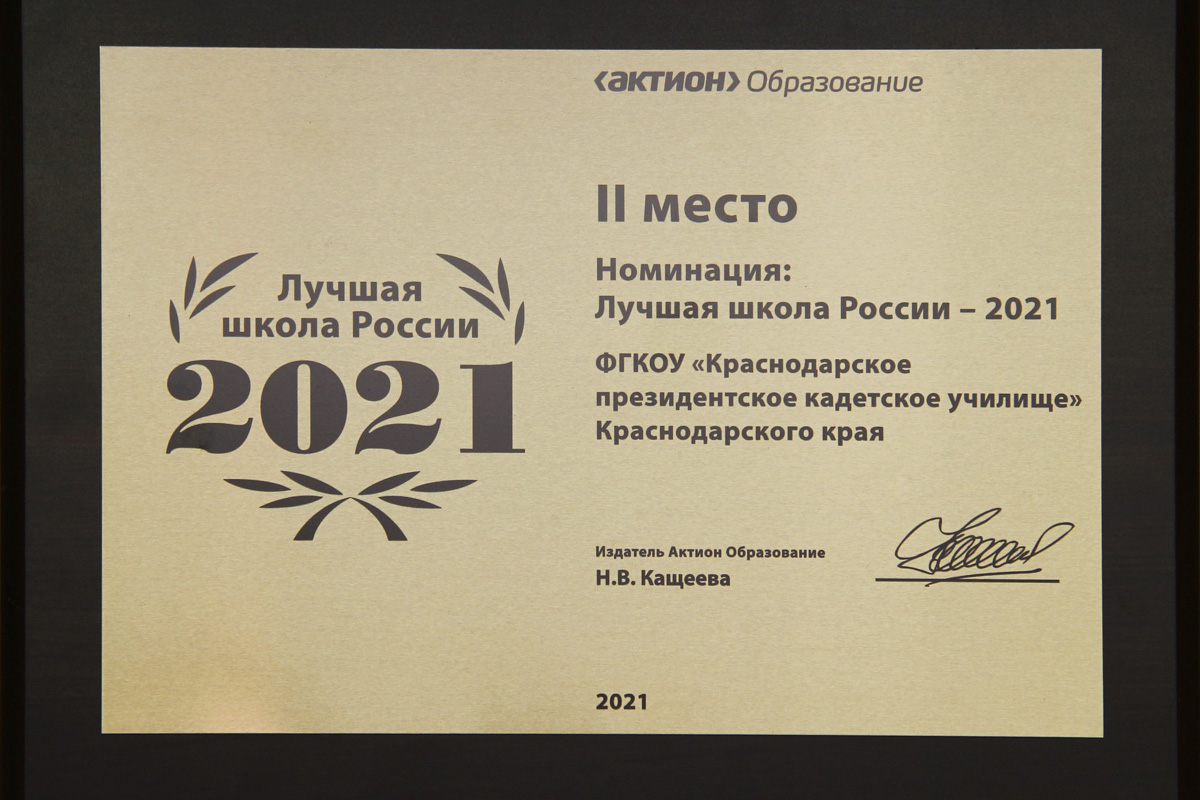 Лучшая
школа России
2021
‹актион› Образование
II место
Номинация:
Лучшая школа России – 2021
ФГКОУ «Краснодарское
президентское кадетское училище»
Краснодарского края
Издатель Актион Образование
Н.В. Кащеева
2021